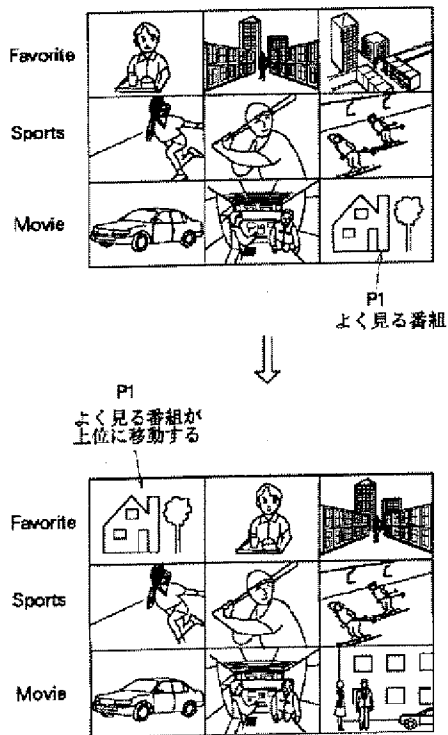 Favorite
Sports
Movie
P1
よく見る番組
P1
よく見る番組が
上位に移動する
Favorite
Sports
Movie